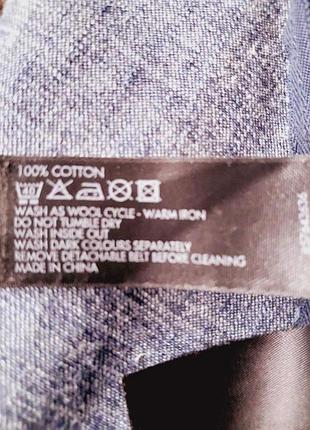 100% COTTON
WASH AS WOOL CYCLE - WARM IRON
DO NOT TUMBLE DRY
WASH INSIDE OUT
WASH DARK COLOURS SEPARATELY
REMOVE DETACHABLE BELT BEFORE CLEANING
MADE IN CHINA